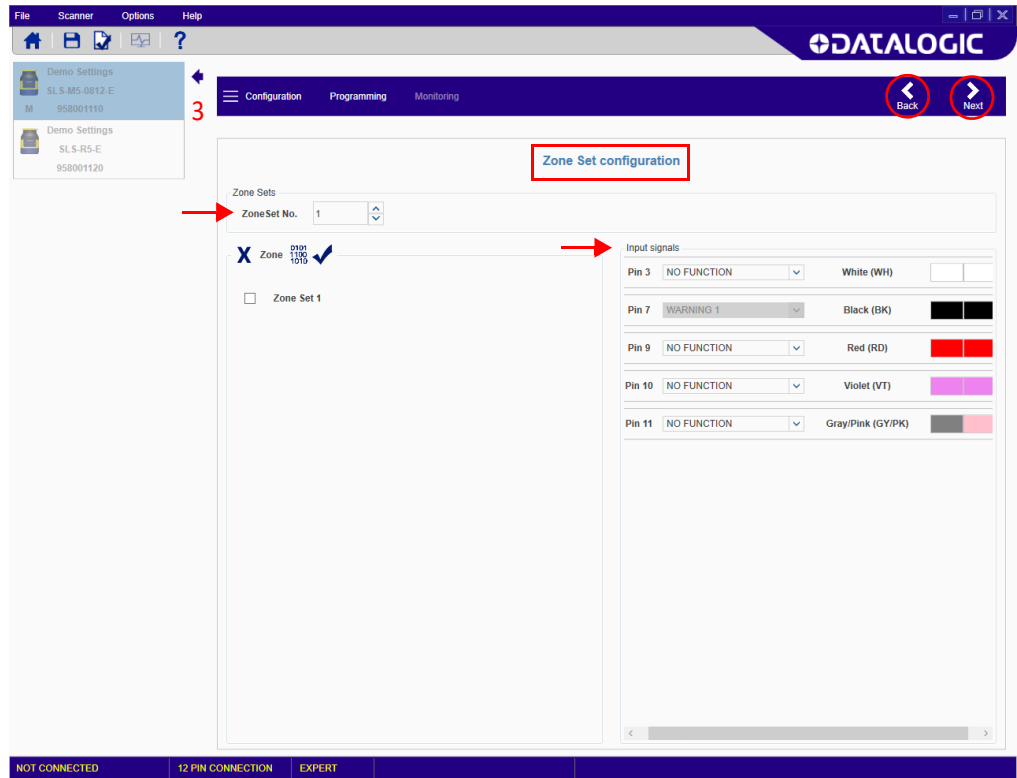 File Scanner Options Help
DATALOGIC
Demo Settings
SLS-M5-0812-E
M 958001110
Demo Settings
SLS-R5-E
958001120
3
Configuration Programming Monitoring
Back Next
Zone Set configuration
Zone Sets
ZoneSet No. 1
X Zone 0101 1100 1010
Zone Set 1
Input signals
Pin 3 NO FUNCTION White (WH)
Pin 7 WARNING 1 Black (BK)
Pin 9 NO FUNCTION Red (RD)
Pin 10 NO FUNCTION Violet (VT)
Pin 11 NO FUNCTION Gray/Pink (GY/PK)
NOT CONNECTED 12 PIN CONNECTION EXPERT